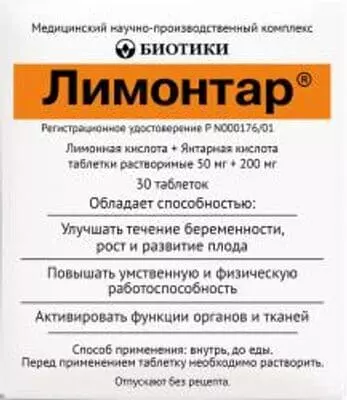 Медицинский научно-производственный комплекс
БИОТИКИ
Лимонтар®
Регистрационное удостоверение Р N000176/01
Лимонная кислота + Янтарная кислота
таблетки растворимые 50 мг + 200 мг
30 таблеток
Обладает способностью:
Улучшать течение беременности,
рост и развитие плода
Повышать умственную и физическую
работоспособность
Активировать функции органов и тканей
Способ применения: внутрь, до еды.
Перед применением таблетку необходимо растворить.
Отпускают без рецепта.